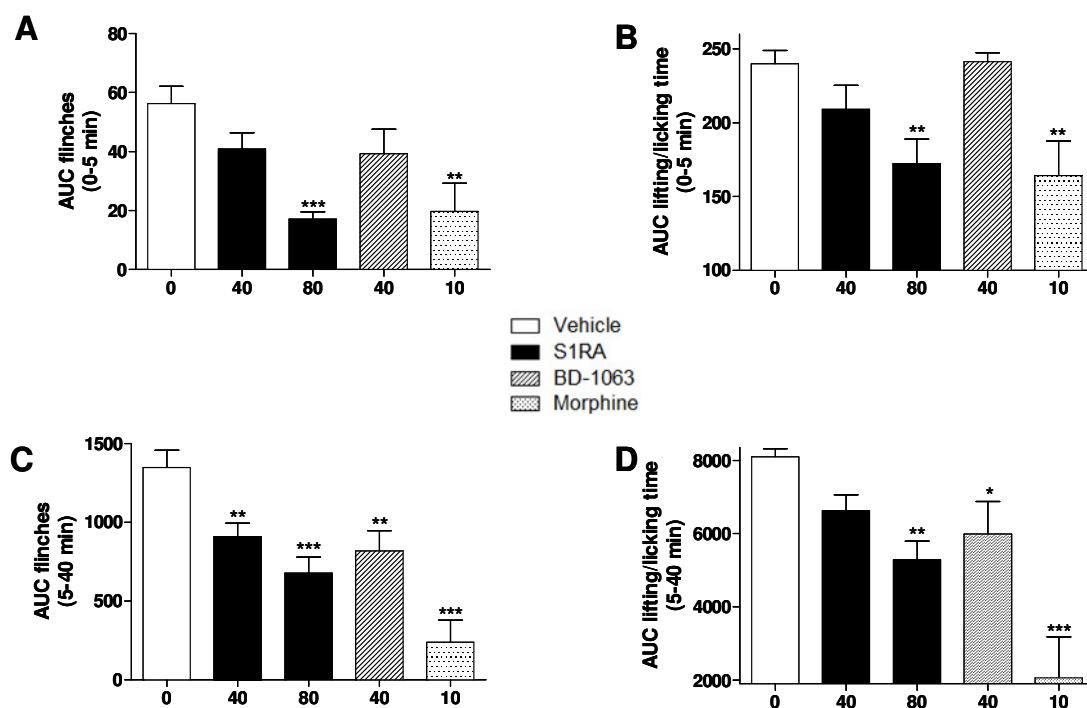 A
AUC flinches
(0-5 min)
80
60
40
20
0
***
**
0 40 80 40 10
B
AUC lifting/licking time
(0-5 min)
250
200
150
100
**
**
0 40 80 40 10
Vehicle
S1RA
BD-1063
Morphine
C
AUC flinches
(5-40 min)
1500
1000
500
0
**
***
**
***
0 40 80 40 10
D
AUC lifting/licking time
(5-40 min)
8000
6000
4000
2000
**
*
***
0 40 80 40 10